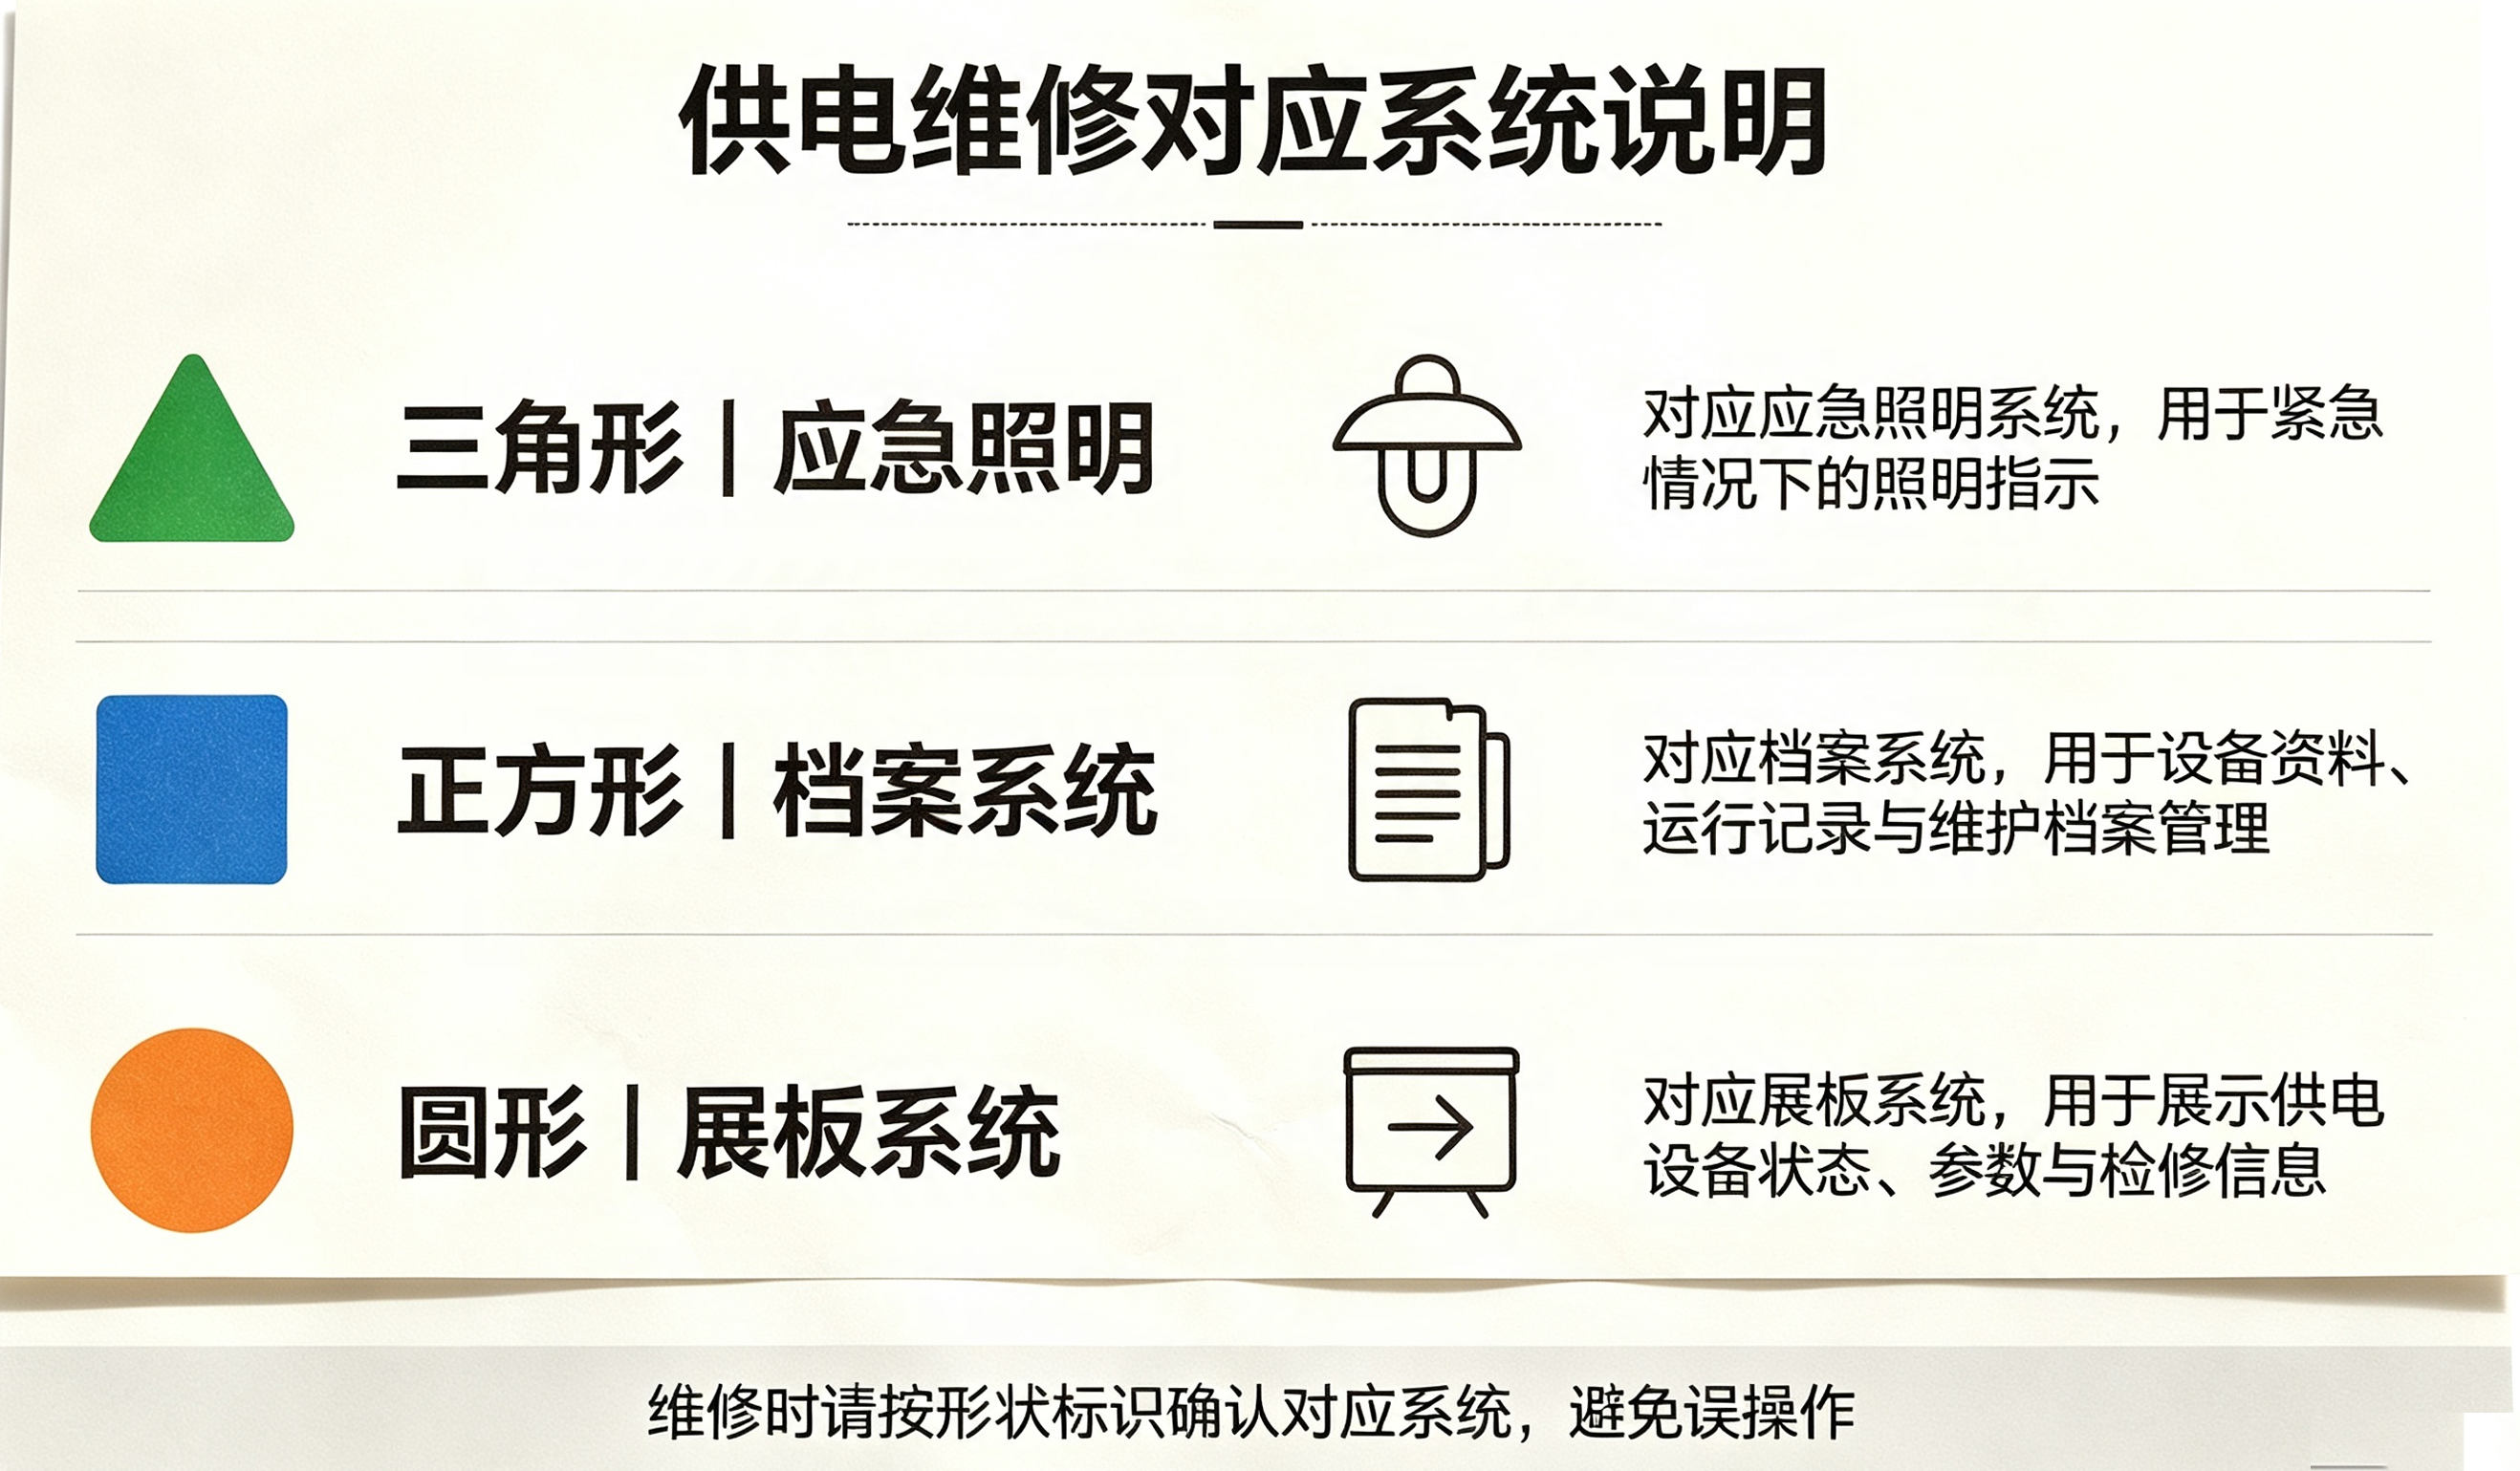 供电维修对应系统说明
三角形 | 应急照明
对应应急照明系统，用于紧急
情况下的照明指示
正方形 | 档案系统
对应档案系统，用于设备资料、
运行记录与维护档案管理
圆形 | 展板系统
对应展板系统，用于展示供电
设备状态、参数与检修信息
维修时请按形状标识确认对应系统，避免误操作